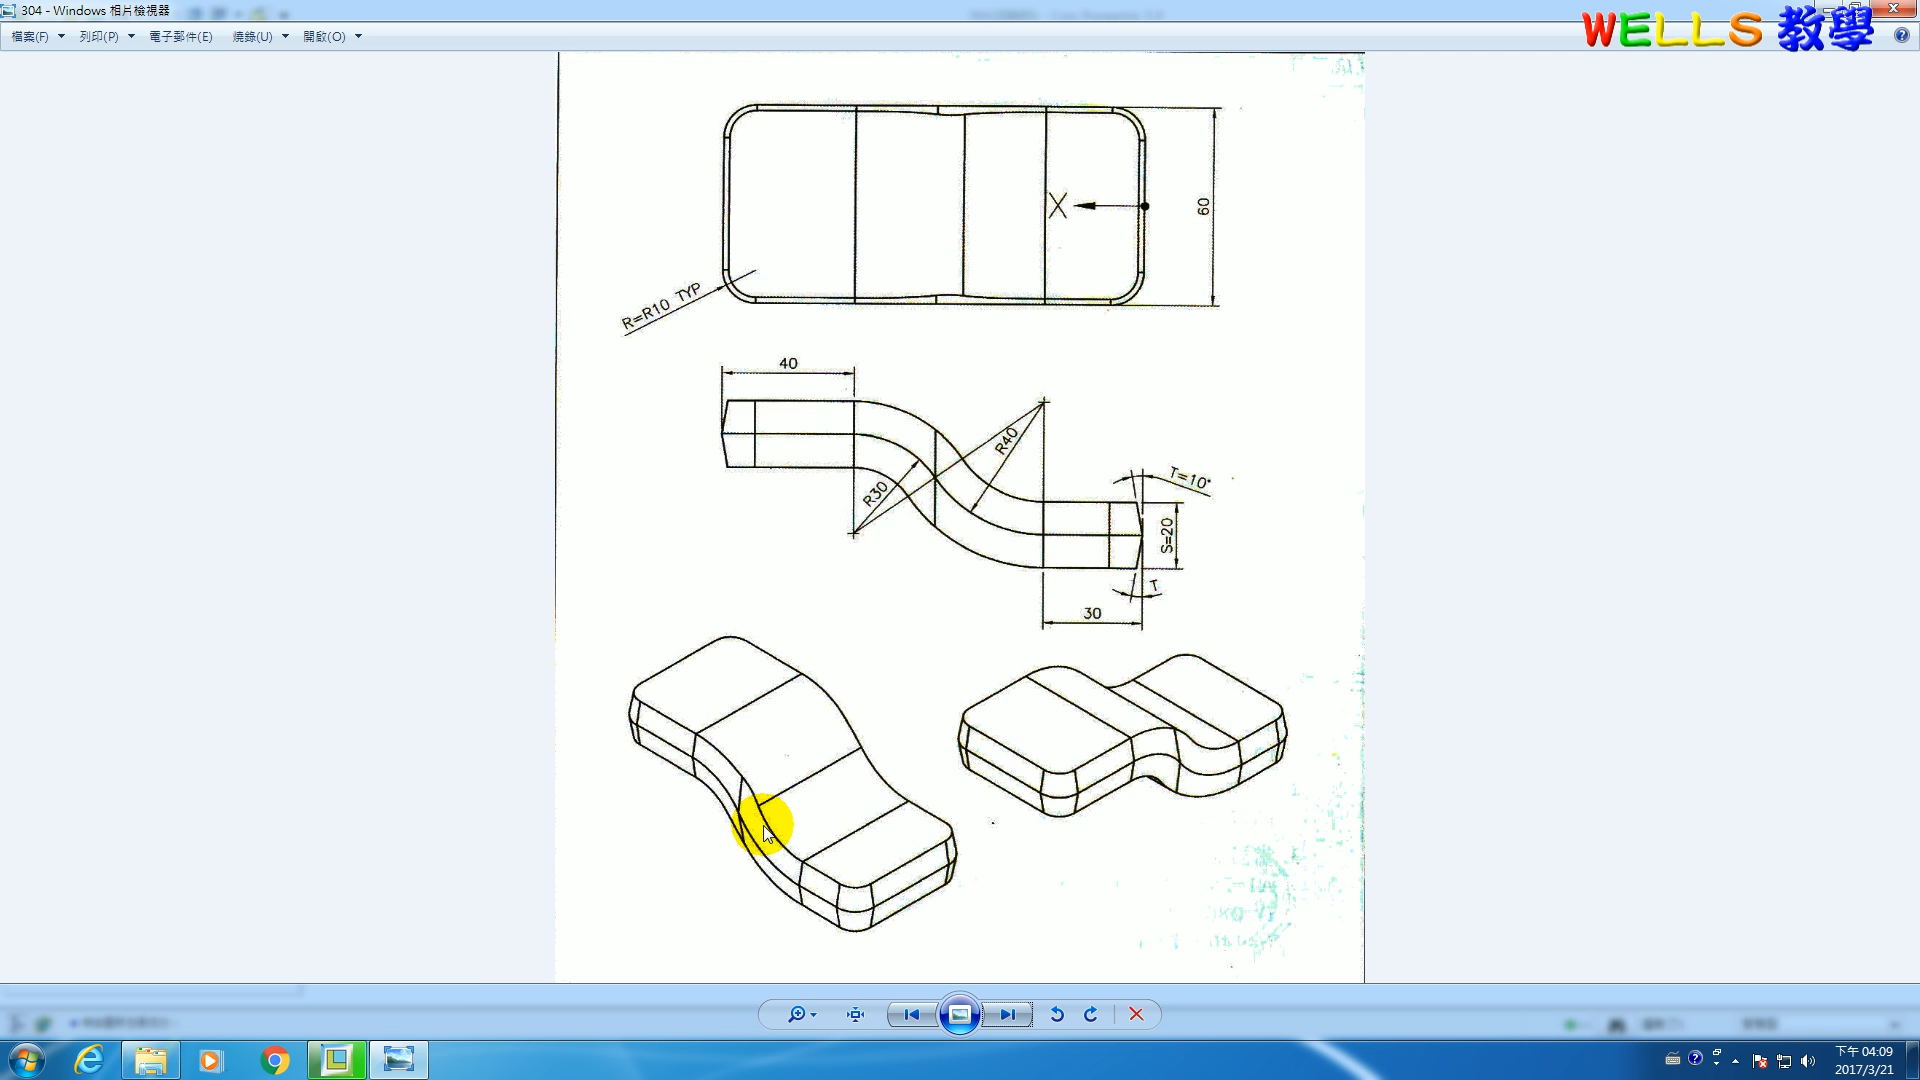 304 - Windows 相片檢視器
檔案(F) 列印(P) 電子郵件(E) 燒錄(U) 開啟(O)
WELLS 教學
X
60
R=R10 TYP
40
R40
R30
T=10°
S=20
T
30
下午 04:09
2017/3/21